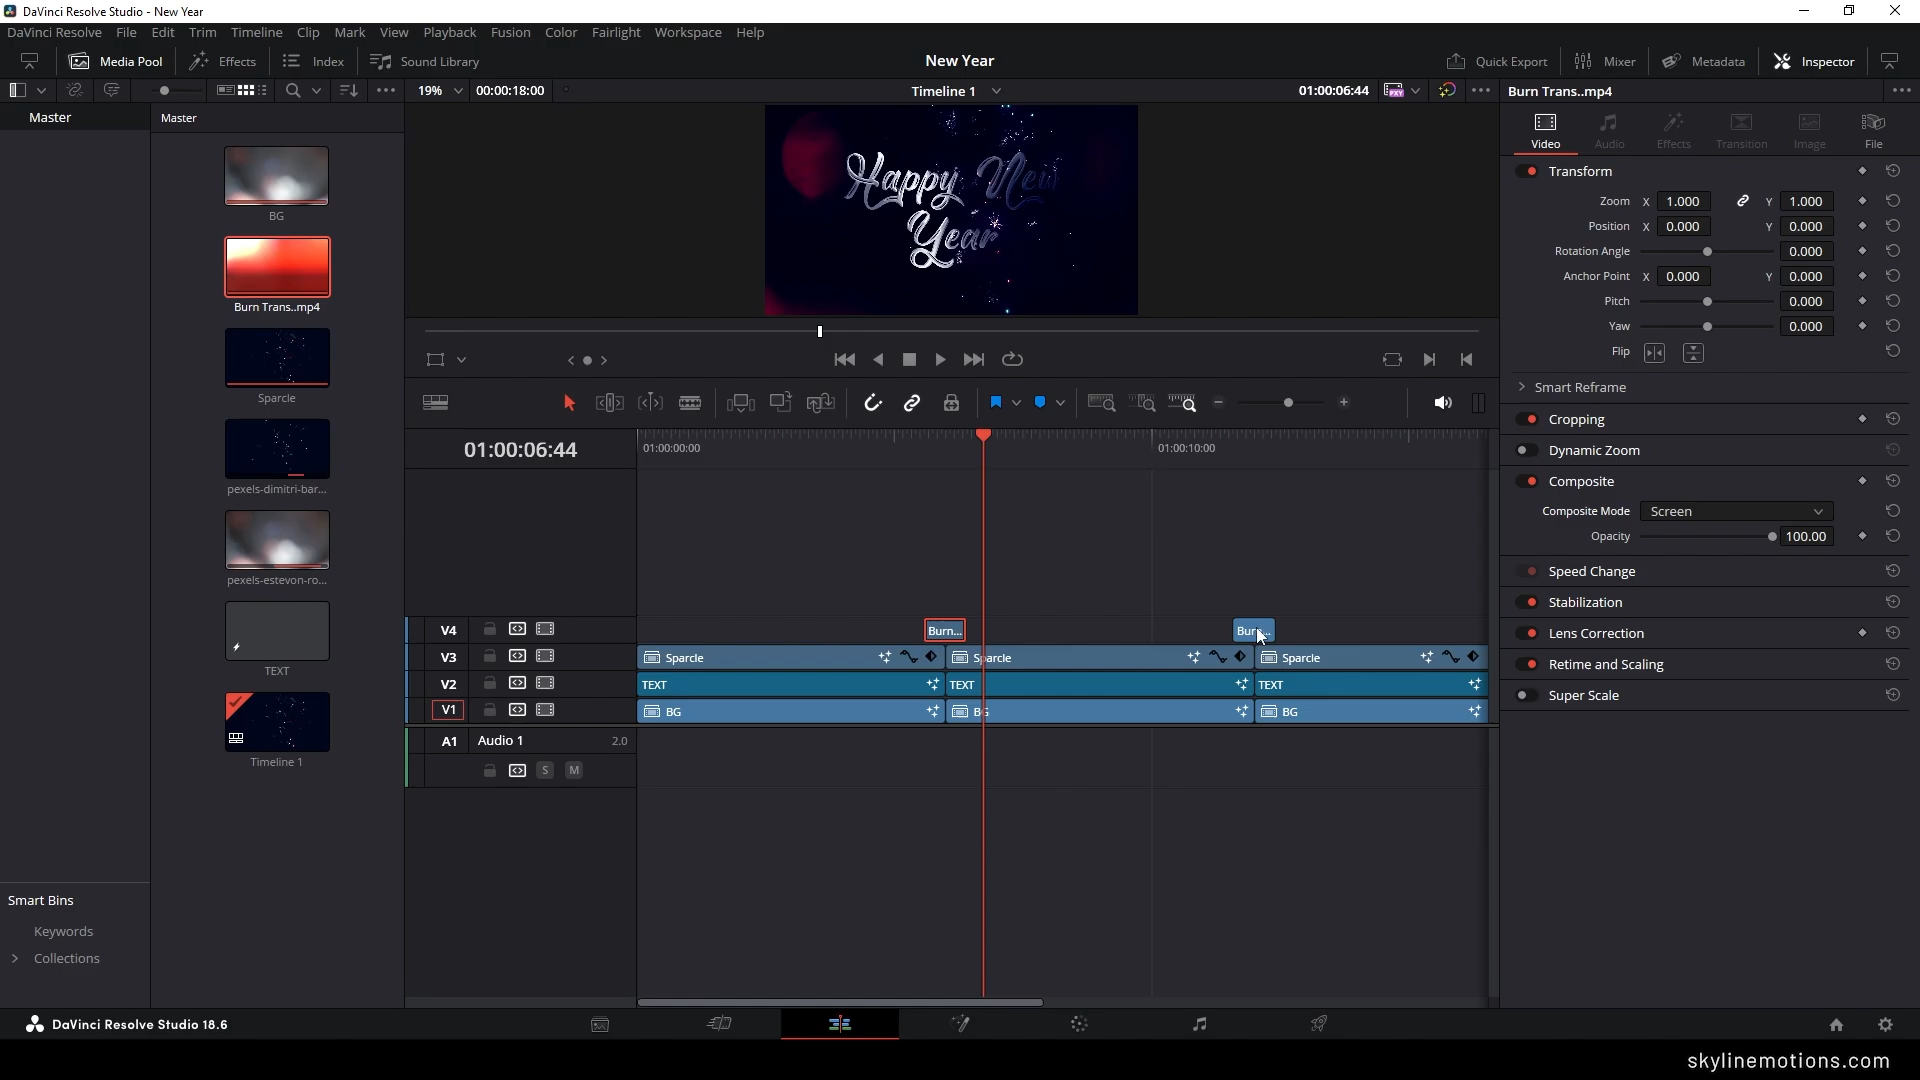 DaVinci Resolve Studio - New Year
DaVinci Resolve File Edit Trim Timeline Clip Mark View Playback Fusion Color Fairlight Workspace Help
Media Pool Effects Index Sound Library New Year Quick Export Mixer Metadata Inspector
19% 00:00:18:00 Timeline 1 01:00:06:44 PXY Burn Trans..mp4
Master Master
Video Audio Effects Transition Image File
BG
Burn Trans..mp4
Sparcle
pexels-dimitri-bar...
pexels-estevon-ro...
TEXT
Timeline 1
Happy New
Year
Transform
Zoom X 1.000 Y 1.000
Position X 0.000 Y 0.000
Rotation Angle 0.000
Anchor Point X 0.000 Y 0.000
Pitch 0.000
Yaw 0.000
Flip
Smart Reframe
Cropping
Dynamic Zoom
Composite
Composite Mode Screen
Opacity 100.00
Speed Change
Stabilization
Lens Correction
Retime and Scaling
Super Scale
01:00:06:44 01:00:00:00 01:00:10:00
V4 Burn... Burn...
V3 Sparcle Sparcle Sparcle
V2 TEXT TEXT TEXT
V1 BG BG BG
A1 Audio 1 2.0
S M
Smart Bins
Keywords
Collections
DaVinci Resolve Studio 18.6
skylinemotions.com